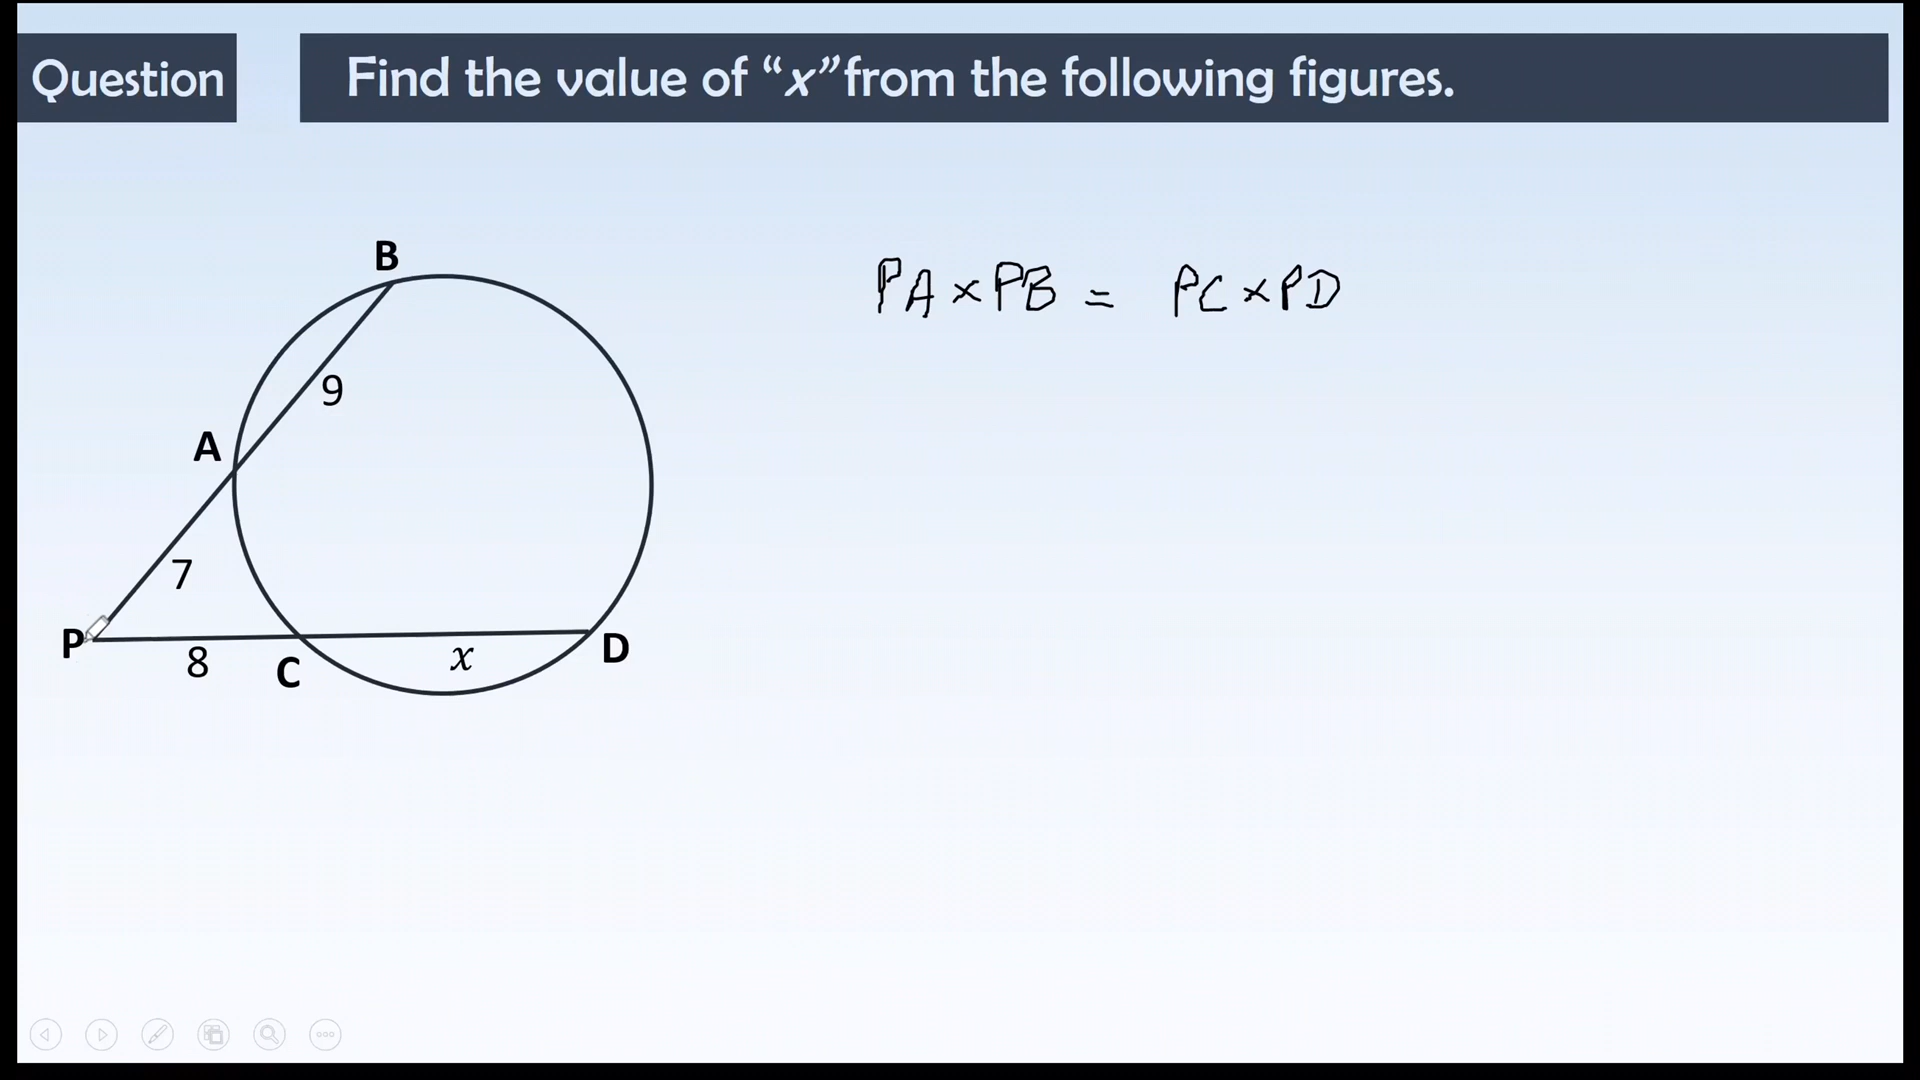 Question
Find the value of “x” from the following figures.
PA × PB = PC × PD
B
9
A
7
P
8
C
x
D